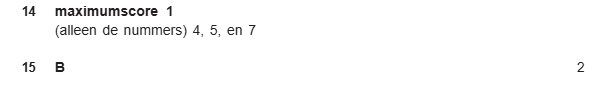 14 maximumscore 1
(alleen de nummers) 4, 5, en 7
15 B 2